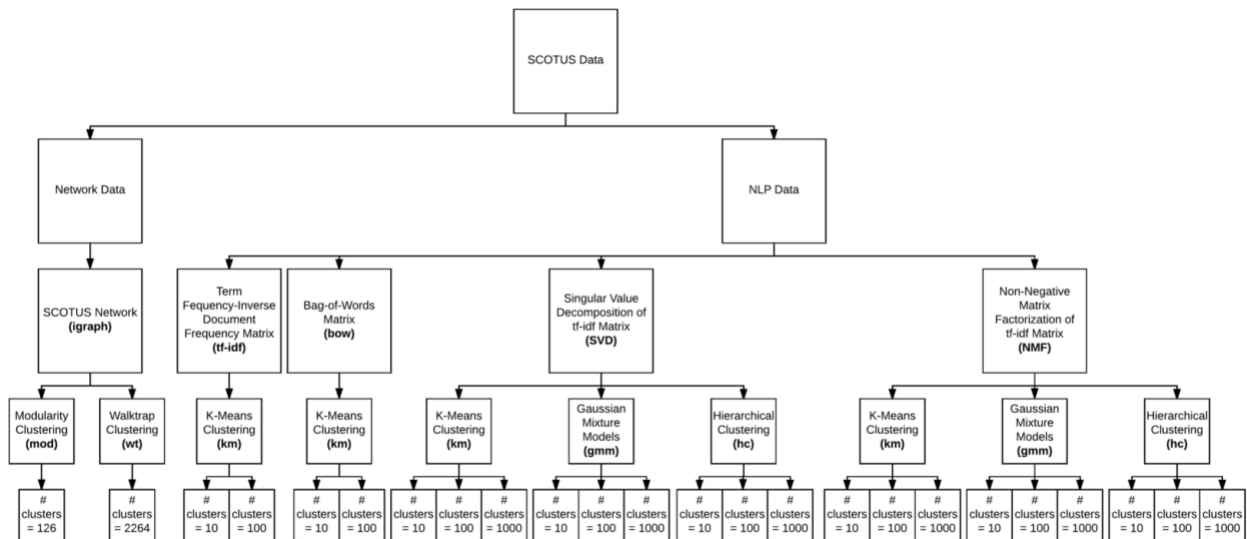 SCOTUS Data
Network Data
NLP Data
SCOTUS Network
(igraph)
Term
Fequency-Inverse
Document
Frequency Matrix
(tf-idf)
Bag-of-Words
Matrix
(bow)
Singular Value
Decomposition of
tf-idf Matrix
(SVD)
Non-Negative
Matrix
Factorization of
tf-idf Matrix
(NMF)
Modularity
Clustering
(mod)
Walktrap
Clustering
(wt)
K-Means
Clustering
(km)
K-Means
Clustering
(km)
K-Means
Clustering
(km)
Gaussian
Mixture
Models
(gmm)
Hierarchical
Clustering
(hc)
K-Means
Clustering
(km)
Gaussian
Mixture
Models
(gmm)
Hierarchical
Clustering
(hc)
#
clusters
= 126
#
clusters
= 2264
#
clusters
= 10
#
clusters
= 100
#
clusters
= 10
#
clusters
= 100
#
clusters
= 10
#
clusters
= 100
#
clusters
= 1000
#
clusters
= 10
#
clusters
= 100
#
clusters
= 1000
#
clusters
= 10
#
clusters
= 100
#
clusters
= 1000
#
clusters
= 10
#
clusters
= 100
#
clusters
= 1000
#
clusters
= 10
#
clusters
= 100
#
clusters
= 1000
#
clusters
= 10
#
clusters
= 100
#
clusters
= 1000